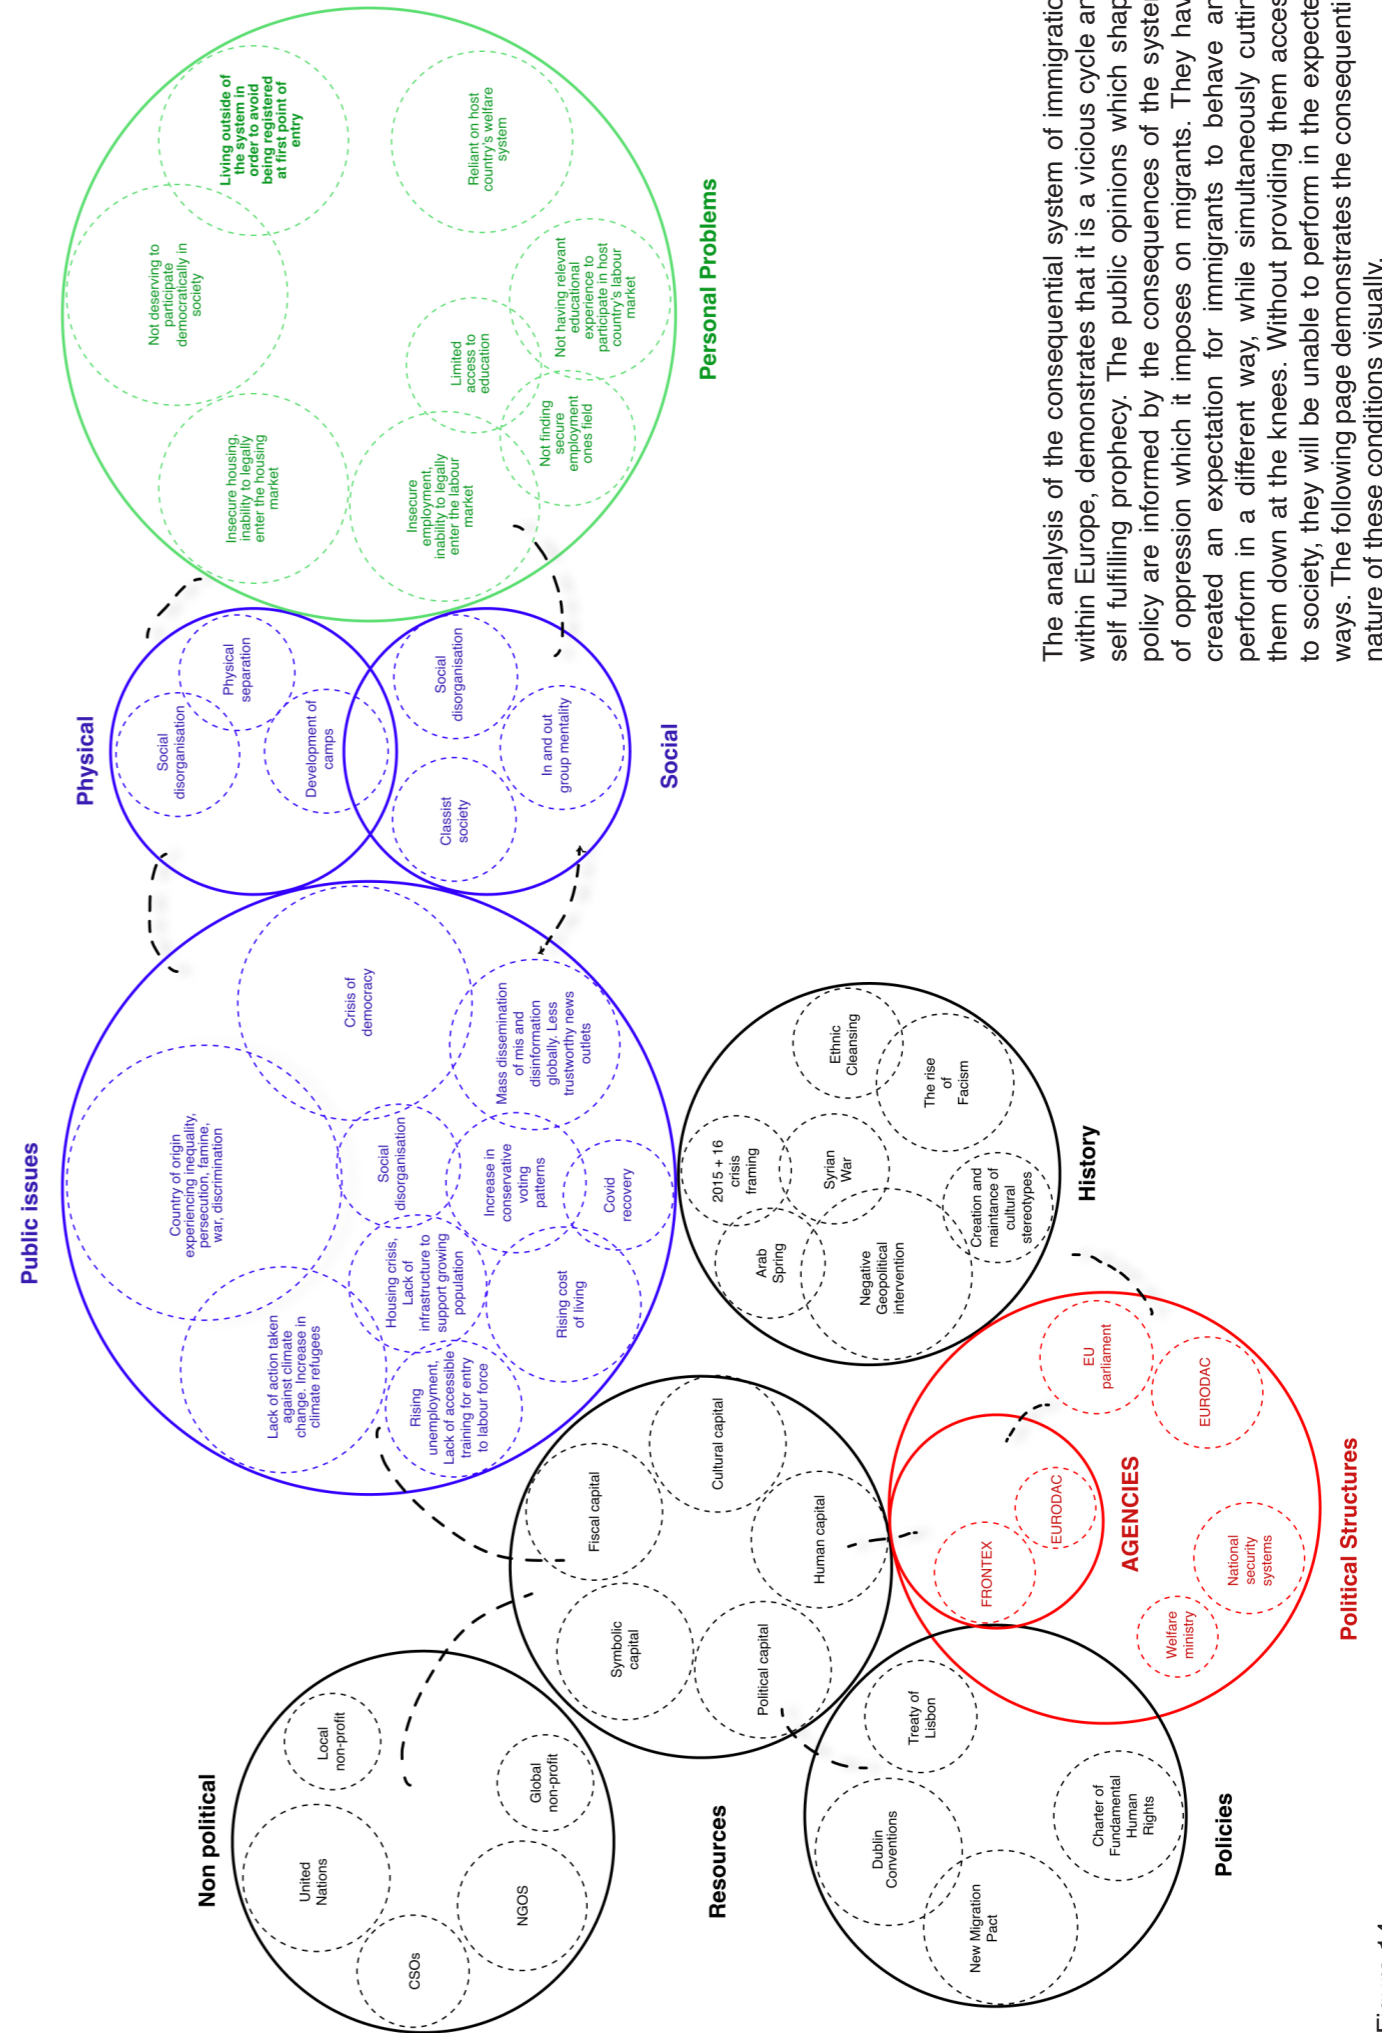 Non political
United
Nations
Local
non-profit
CSOs
NGOS
Global
non-profit
Resources
Symbolic
capital
Fiscal capital
Political capital
Cultural capital
Human capital
Policies
Dublin
Conventions
Treaty of
Lisbon
New Migration
Pact
Charter of
Fundamental
Human
Rights
Public issues
Country of origin
experiencing inequality,
persecution, famine,
war, discrimination
Lack of action taken
against climate
change. Increase in
climate refugees
Crisis of
democracy
Social
disorganisation
Housing crisis,
Lack of
infrastructure to
support growing
population
Rising
unemployment,
Lack of accessible
training for entry
to labour force
Increase in
conservative
voting
patterns
Mass dissemination
of mis and
disinformation
globally. Less
trustworthy news
outlets
Rising cost
of living
Covid
recovery
History
2015 + 16
crisis
framing
Arab
Spring
Syrian
War
Ethnic
Cleansing
Negative
Geopolitical
intervention
The rise
of
Facism
Creation and
maintance of
cultural
stereotypes
AGENCIES
FRONTEX
EURODAC
Political Structures
EU
parliament
EURODAC
National
security
systems
Welfare
ministry
Physical
Social
disorganisation
Physical
separation
Development of
camps
Social
Classist
society
Social
disorganisation
In and out
group mentality
Personal Problems
Not deserving to
participate
democratically in
society
Living outside of
the system in
order to avoid
being registered
at first point of
entry
Insecure housing,
inability to legally
enter the housing
market
Insecure
employment,
inability to legally
enter the labour
market
Limited
access to
education
Reliant on host
country's welfare
system
Not finding
secure
employment
ones field
Not having relevant
educational
experience to
participate in host
country's labour
market
The analysis of the consequential system of immigratio
within Europe, demonstrates that it is a vicious cycle an
self fulfilling prophecy. The public opinions which shap
policy are informed by the consequences of the system
of oppression which it imposes on migrants. They hav
created an expectation for immigrants to behave an
perform in a different way, while simultaneously cuttin
them down at the knees. Without providing them acces
to society, they will be unable to perform in the expecte
ways. The following page demonstrates the consequenti
nature of these conditions visually.